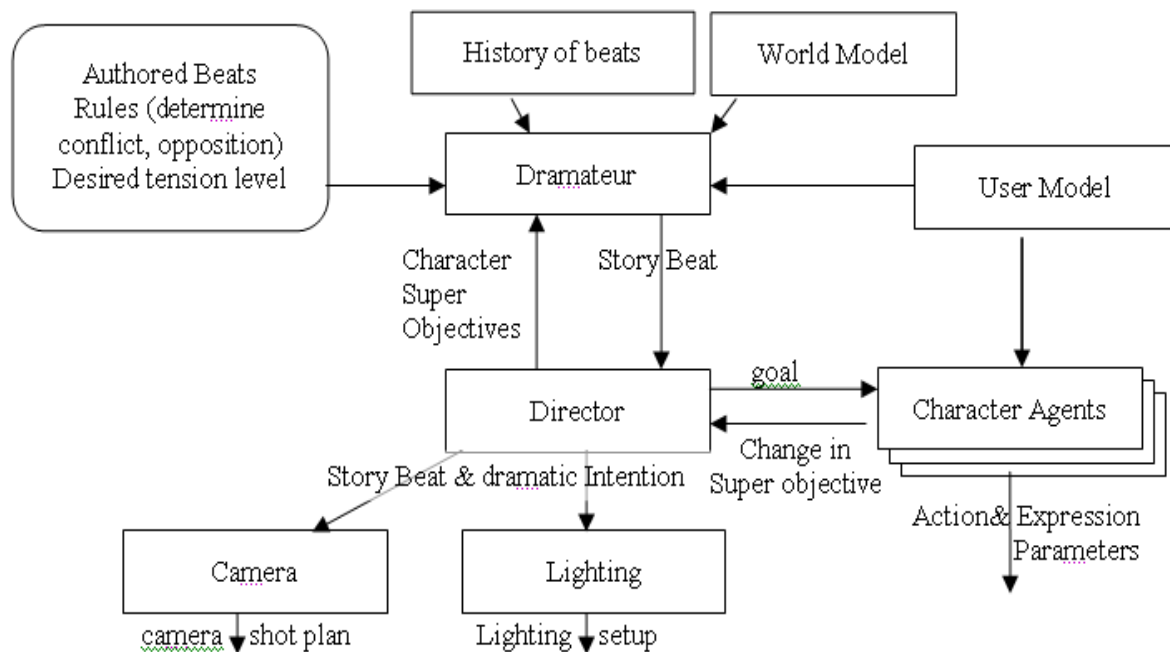 History of beats
World Model
Authored Beats
Rules (determine
conflict, opposition)
Desired tension level
Dramateur
User Model
Character
Super
Objectives
Story Beat
goal
Director
Character Agents
Change in
Super objective
Story Beat & dramatic Intention
Action& Expression
Parameters
Camera
Lighting
camera shot plan
Lighting setup